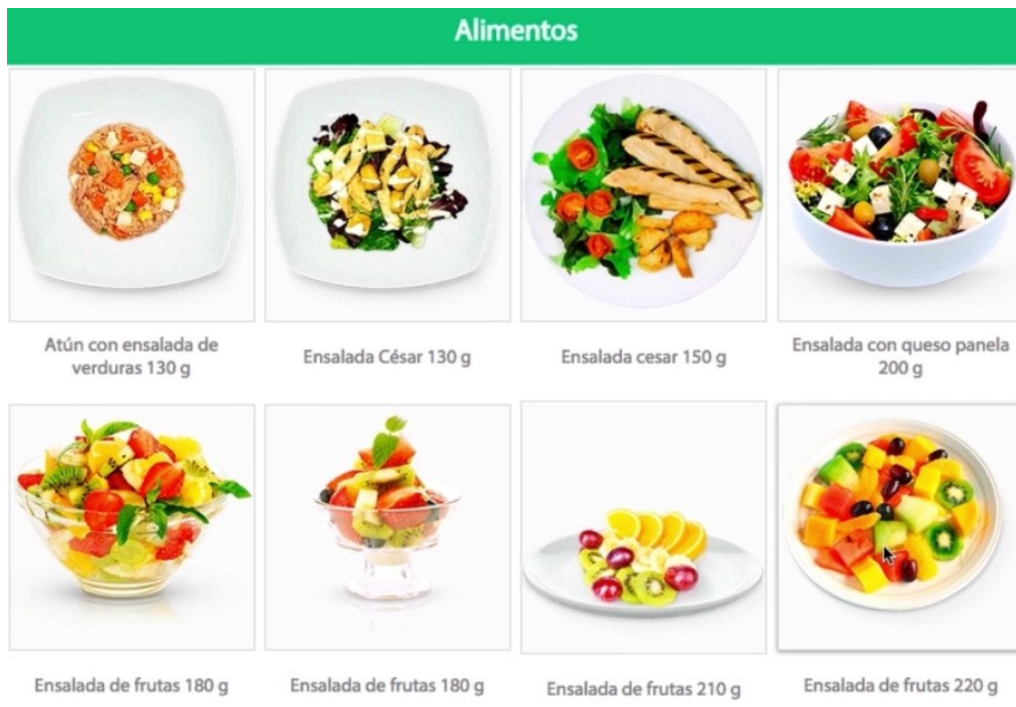 Alimentos
Atún con ensalada de
verduras 130 g
Ensalada César 130 g
Ensalada cesar 150 g
Ensalada con queso panela
200 g
Ensalada de frutas 180 g
Ensalada de frutas 180 g
Ensalada de frutas 210 g
Ensalada de frutas 220 g